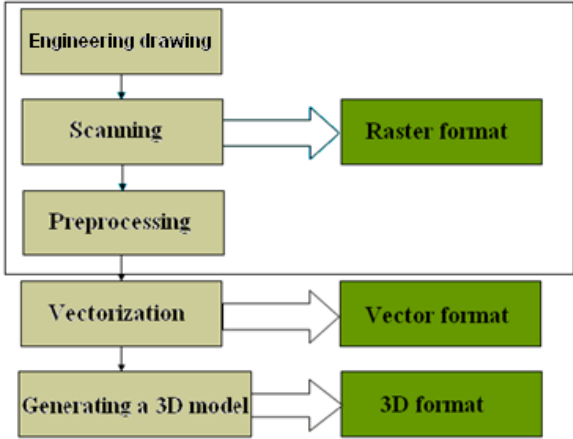 Engineering drawing
Scanning
Raster format
Preprocessing
Vectorization
Vector format
Generating a 3D model
3D format